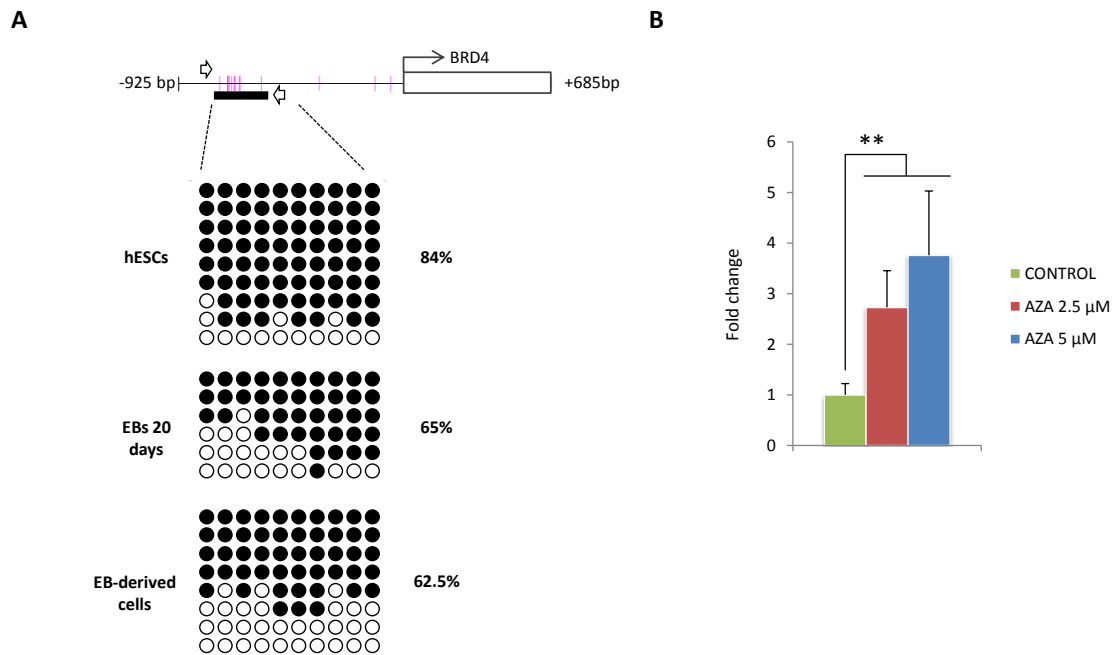 A
-925 bp
BRD4
+685bp
hESCs
84%
EBs 20
days
65%
EB-derived
cells
62.5%
B
Fold change
6
5
4
3
2
1
0
**
CONTROL
AZA 2.5 µM
AZA 5 µM